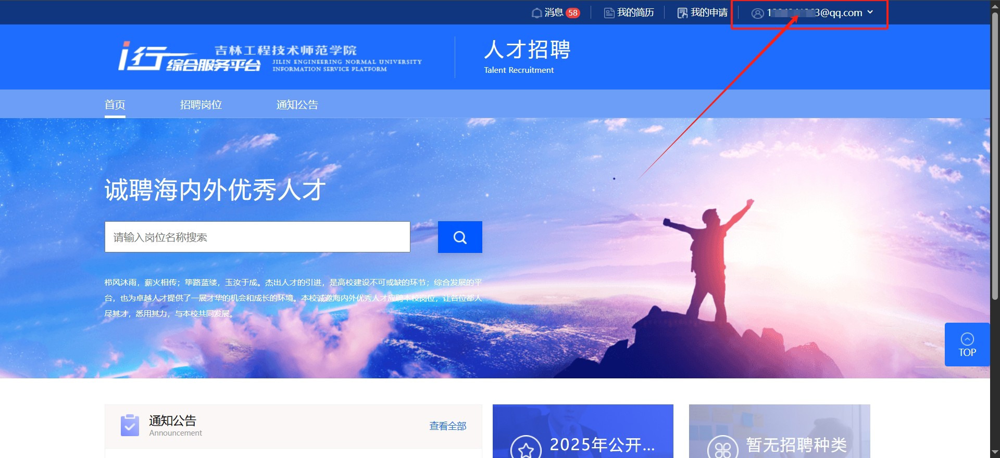 消息 58 我的简历 我的申请 3@qq.com
i行 综合服务平台
吉林工程技术师范学院
JILIN ENGINEERING NORMAL UNIVERSITY
INFORMATION SERVICE PLATFORM
人才招聘
Talent Recruitment
首页 招聘岗位 通知公告
诚聘海内外优秀人才
请输入岗位名称搜索
栉风沐雨，薪火相传；筚路蓝缕，玉汝于成。杰出人才的引进，是高校建设不可或缺的环节；综合发展的平
台，也为卓越人才提供了一展才华的机会和成长的环境。本校诚邀海内外优秀人才应聘本校岗位，让各位都人
尽其才，悉用其力，与本校共同发展。
TOP
通知公告
Announcement
查看全部
2025年公开...
暂无招聘种类